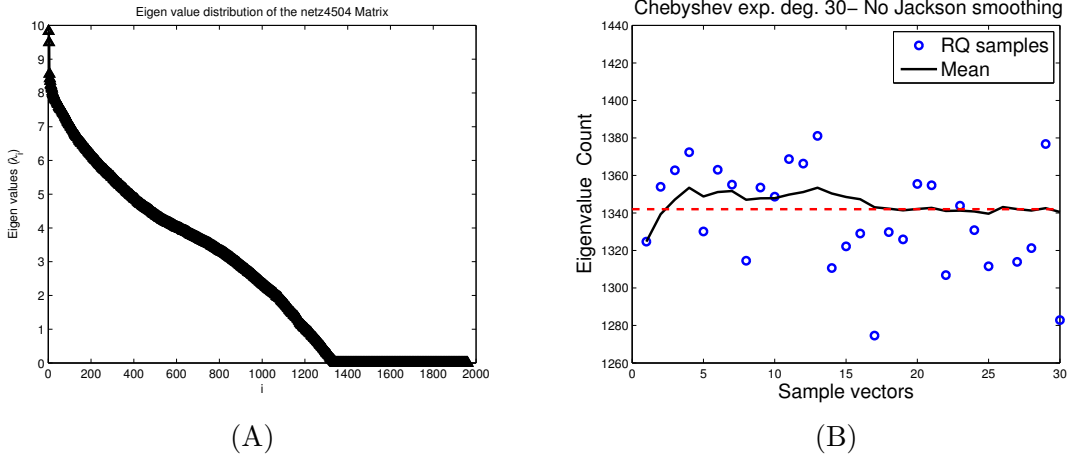 Eigen value distribution of the netz4504 Matrix
Eigen values (λi)
10
9
8
7
6
5
4
3
2
1
0
0 200 400 600 800 1000 1200 1400 1600 1800 2000
i
(A)
Chebyshev exp. deg. 30− No Jackson smoothing
Eigenvalue Count
1440
1420
1400
1380
1360
1340
1320
1300
1280
1260
RQ samples
Mean
0 5 10 15 20 25 30
Sample vectors
(B)